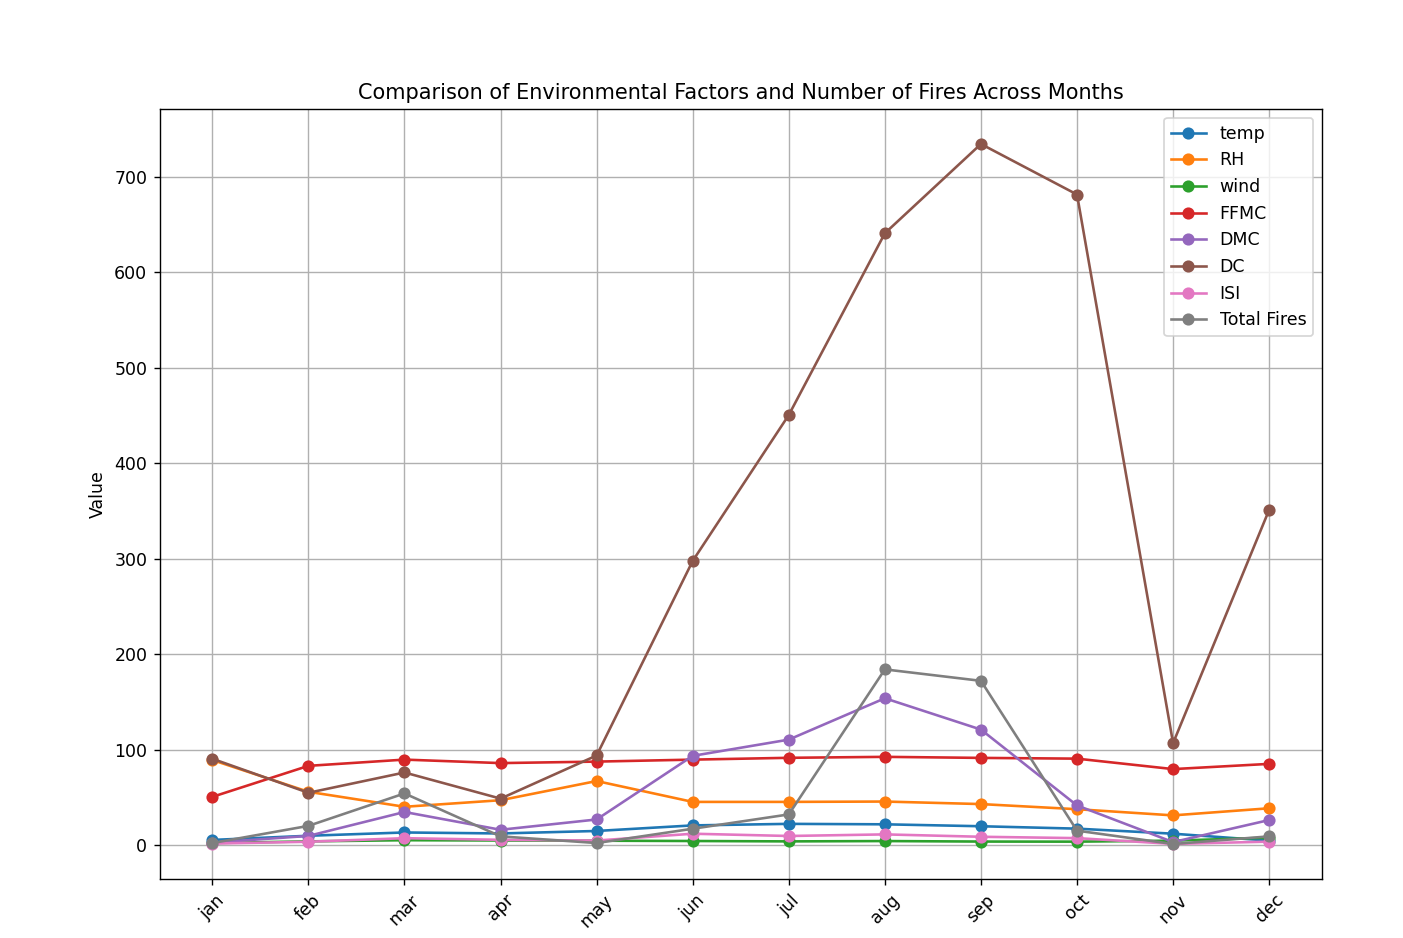 Comparison of Environmental Factors and Number of Fires Across Months
temp
RH
wind
FFMC
DMC
DC
ISI
Total Fires
Value
700
600
500
400
300
200
100
0
jan
feb
mar
apr
may
jun
jul
aug
sep
oct
nov
dec